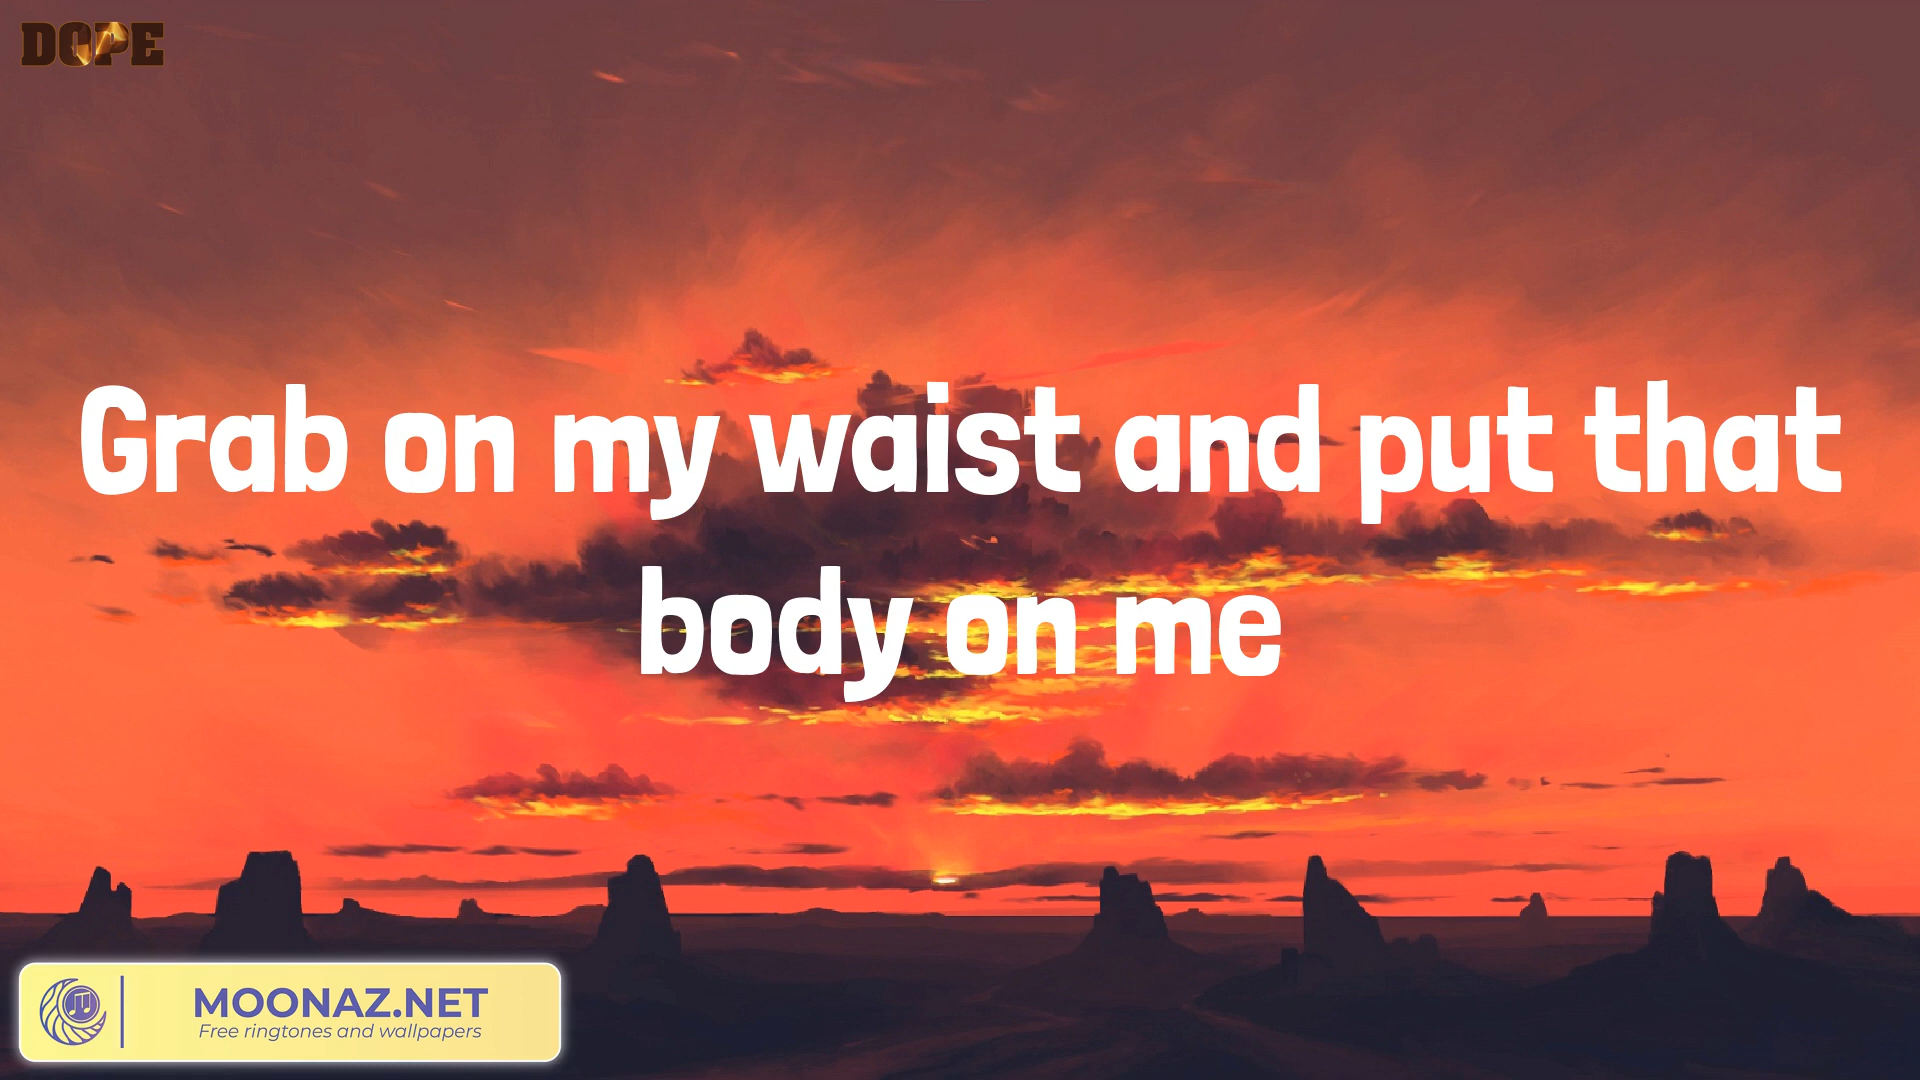 DOPE
Grab on my waist and put that
body on me
MOONAZ.NET
Free ringtones and wallpapers